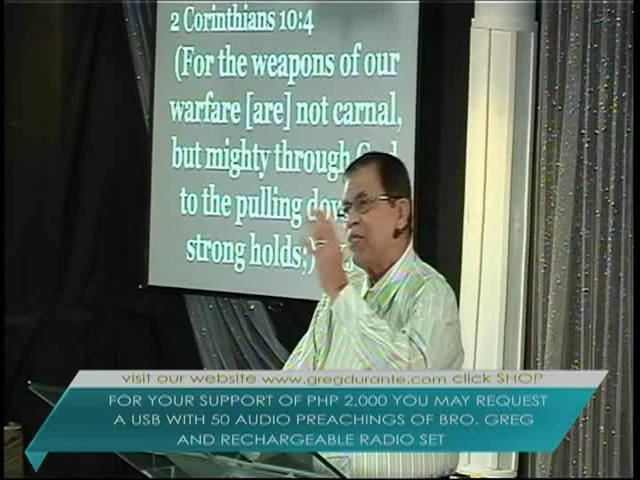 2 Corinthians 10:4
(For the weapons of our
warfare [are] not carnal,
but mighty through
to the pulling
strong holds;)
visit our website www.gregdurante.com click SHOP
FOR YOUR SUPPORT OF PHP 2,000 YOU MAY REQUEST
A USB WITH 50 AUDIO PREACHINGS OF BRO. GREG
AND RECHARGEABLE RADIO SET